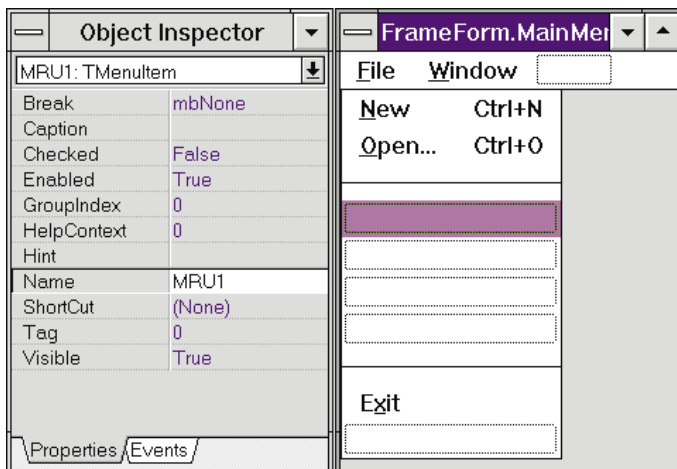 Object Inspector
MRU1: TMenuItem
Break mbNone
Caption
Checked False
Enabled True
GroupIndex 0
HelpContext 0
Hint
Name MRU1
ShortCut (None)
Tag 0
Visible True
Properties Events
FrameForm.MainMer
File Window
New Ctrl+N
Open... Ctrl+O
Exit